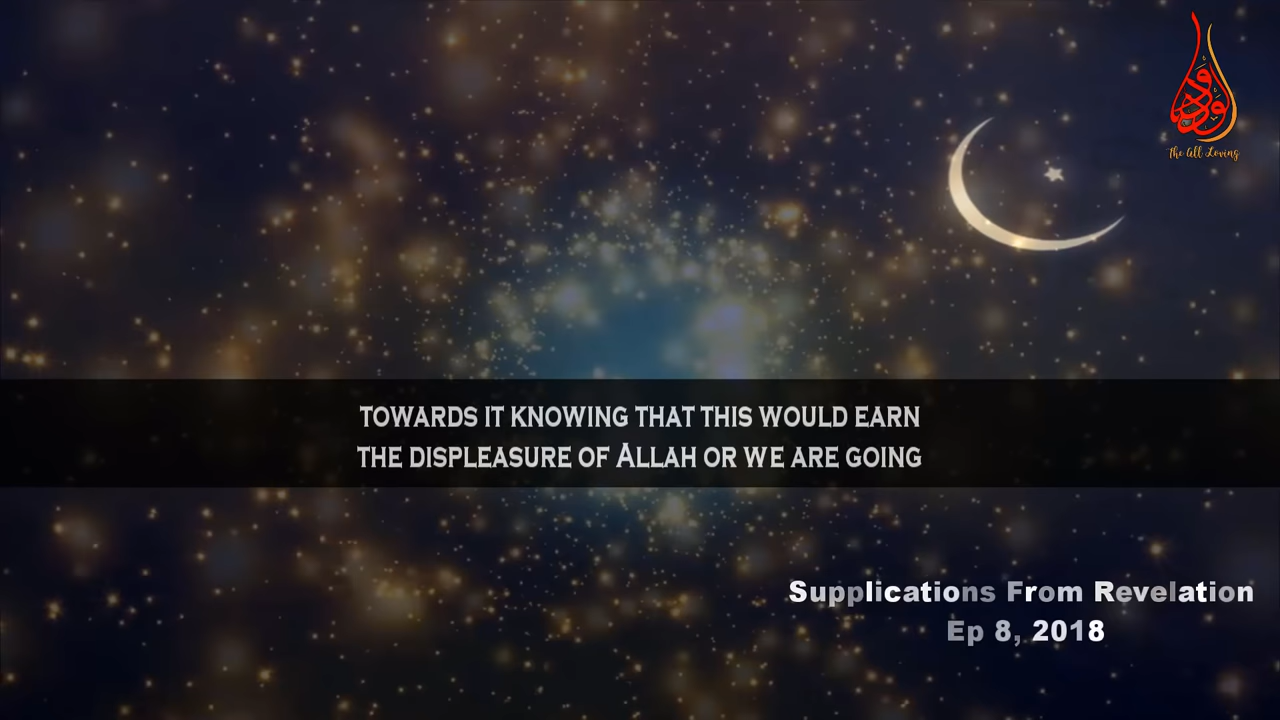 الودود
The All Loving
TOWARDS IT KNOWING THAT THIS WOULD EARN
THE DISPLEASURE OF ALLAH OR WE ARE GOING
Supplications From Revelation
Ep 8, 2018